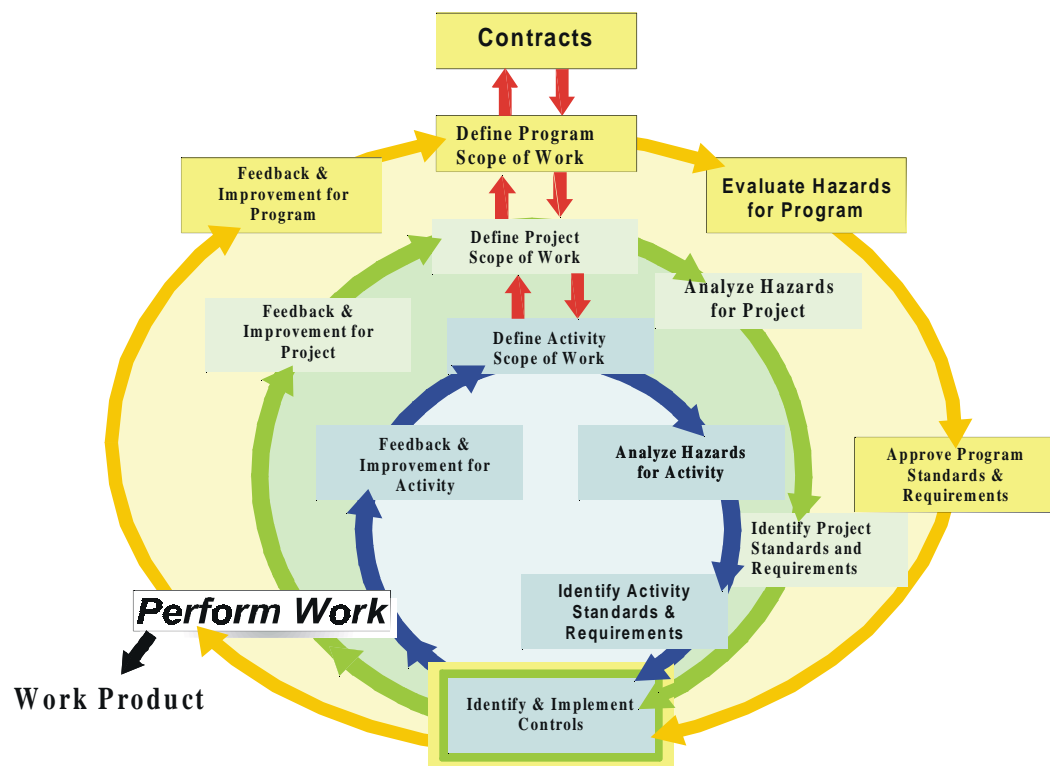 Contracts
Define Program
Scope of Work
Feedback &
Improvement for
Program
Evaluate Hazards
for Program
Define Project
Scope of Work
Analyze Hazards
for Project
Feedback &
Improvement for
Project
Define Activity
Scope of Work
Feedback &
Improvement for
Activity
Analyze Hazards
for Activity
Approve Program
Standards &
Requirements
Identify Project
Standards and
Requirements
Identify Activity
Standards &
Requirements
Perform Work
Work Product
Identify & Implement
Controls